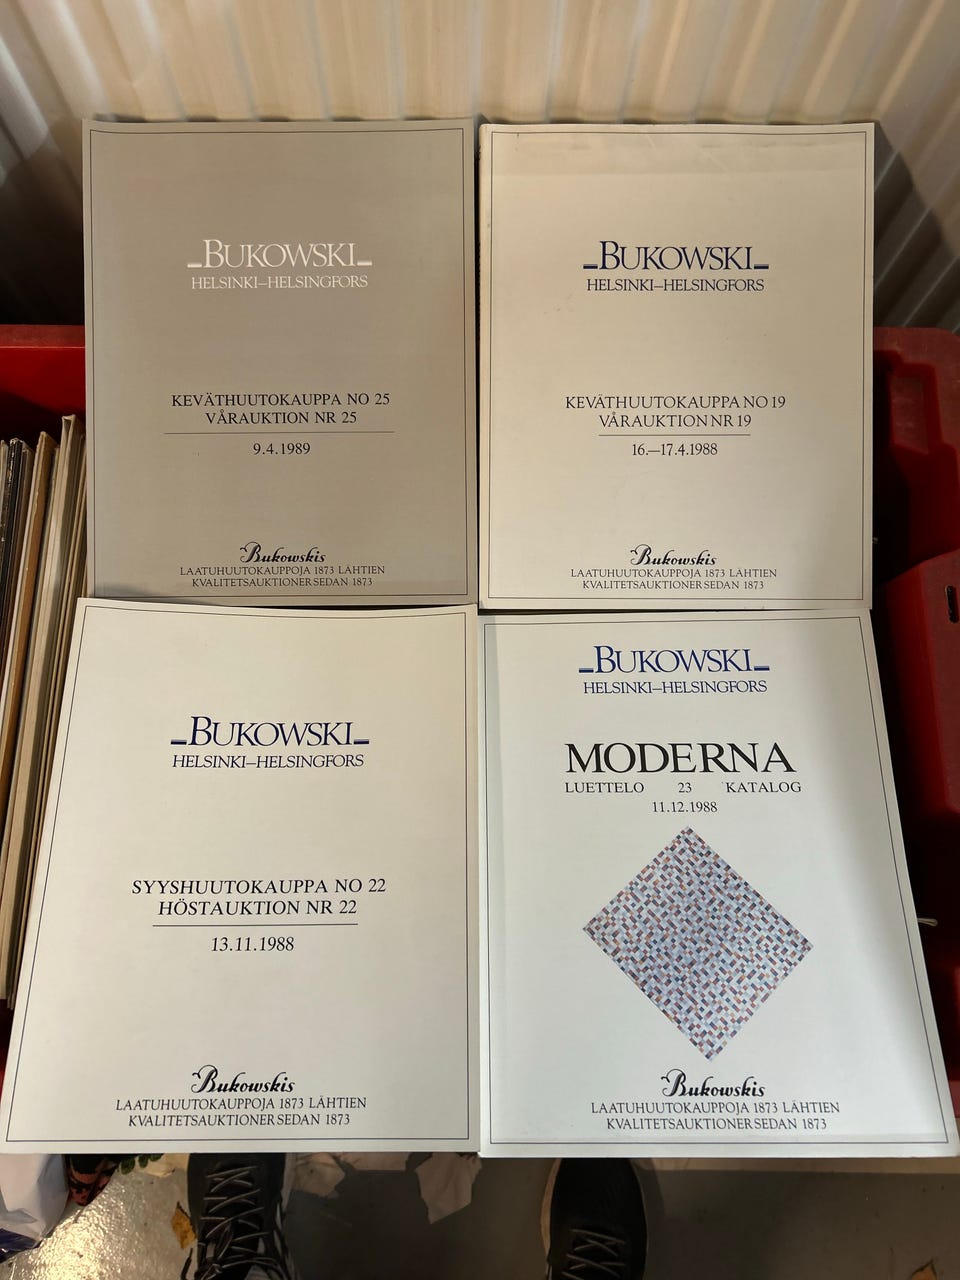 BUKOWSKI
HELSINKI–HELSINGFORS
KEVÄTHUUTOKAUPPA NO 25
VÅRAUKTION NR 25
9.4.1989
Bukowskis
LAATUHUUTOKAUPPOJA 1873 LÄHTIEN
KVALITETSAUKTIONER SEDAN 1873
BUKOWSKI
HELSINKI–HELSINGFORS
KEVÄTHUUTOKAUPPA NO 19
VÅRAUKTION NR 19
16.—17.4.1988
Bukowskis
LAATUHUUTOKAUPPOJA 1873 LÄHTIEN
KVALITETSAUKTIONER SEDAN 1873
BUKOWSKI
HELSINKI–HELSINGFORS
SYYSHUUTOKAUPPA NO 22
HÖSTAUKTION NR 22
13.11.1988
Bukowskis
LAATUHUUTOKAUPPOJA 1873 LÄHTIEN
KVALITETSAUKTIONER SEDAN 1873
BUKOWSKI
HELSINKI–HELSINGFORS
MODERNA
LUETTELO 23 KATALOG
11.12.1988
Bukowskis
LAATUHUUTOKAUPPOJA 1873 LÄHTIEN
KVALITETSAUKTIONER SEDAN 1873